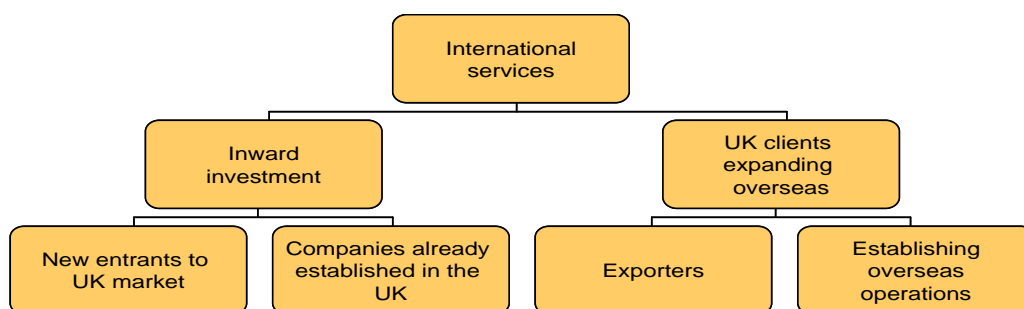 International
services
Inward
investment
UK clients
expanding
overseas
New entrants to
UK market
Companies already
established in the
UK
Exporters
Establishing
overseas
operations